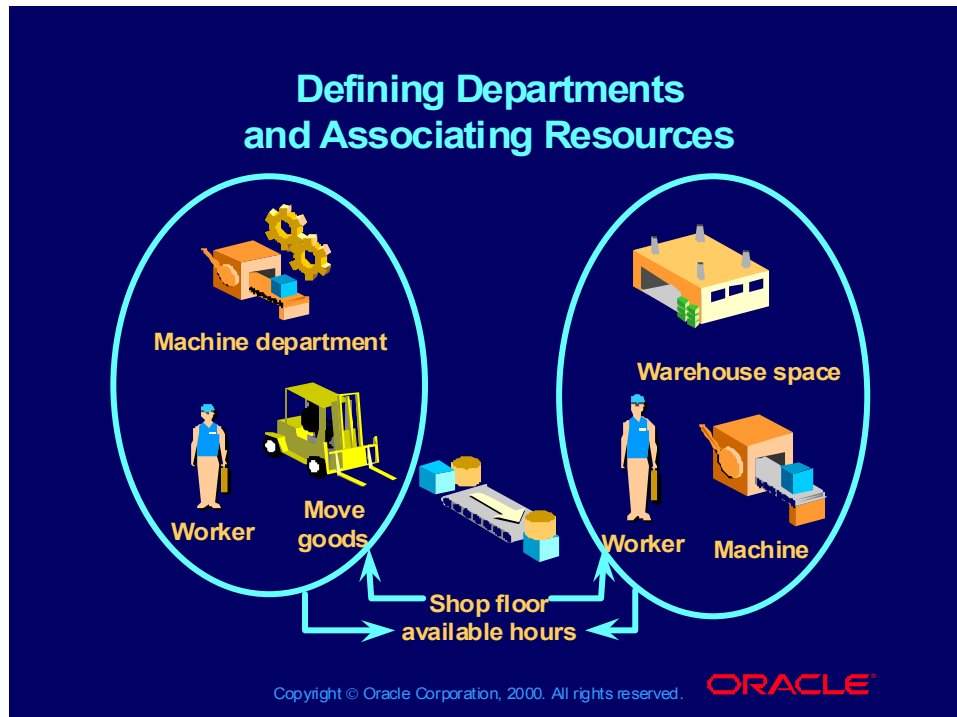 Defining Departments
and Associating Resources
Machine department
Warehouse space
Worker
Move
goods
Worker
Machine
Shop floor
available hours
Copyright © Oracle Corporation, 2000. All rights reserved.
ORACLE®